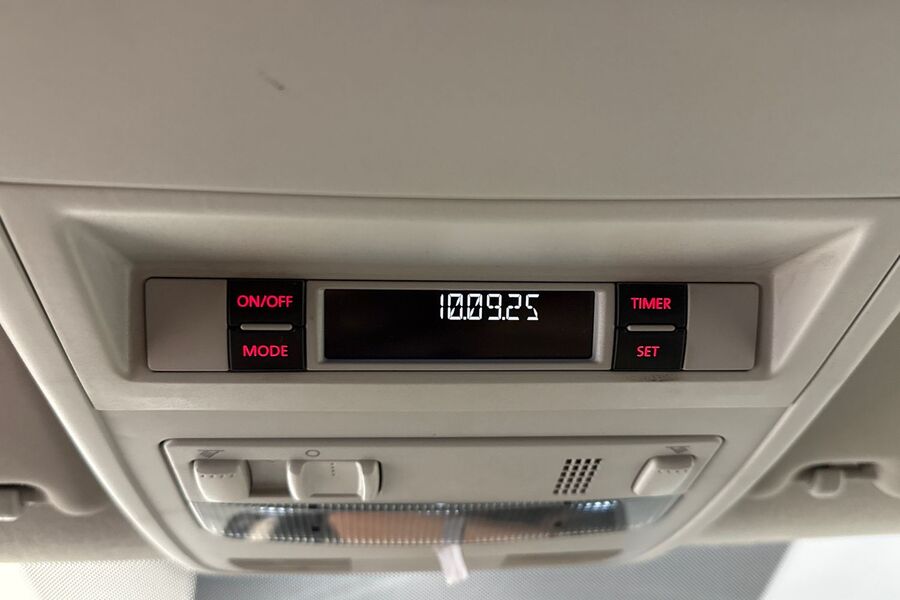 ON/OFF
MODE
10.09.25
TIMER
SET